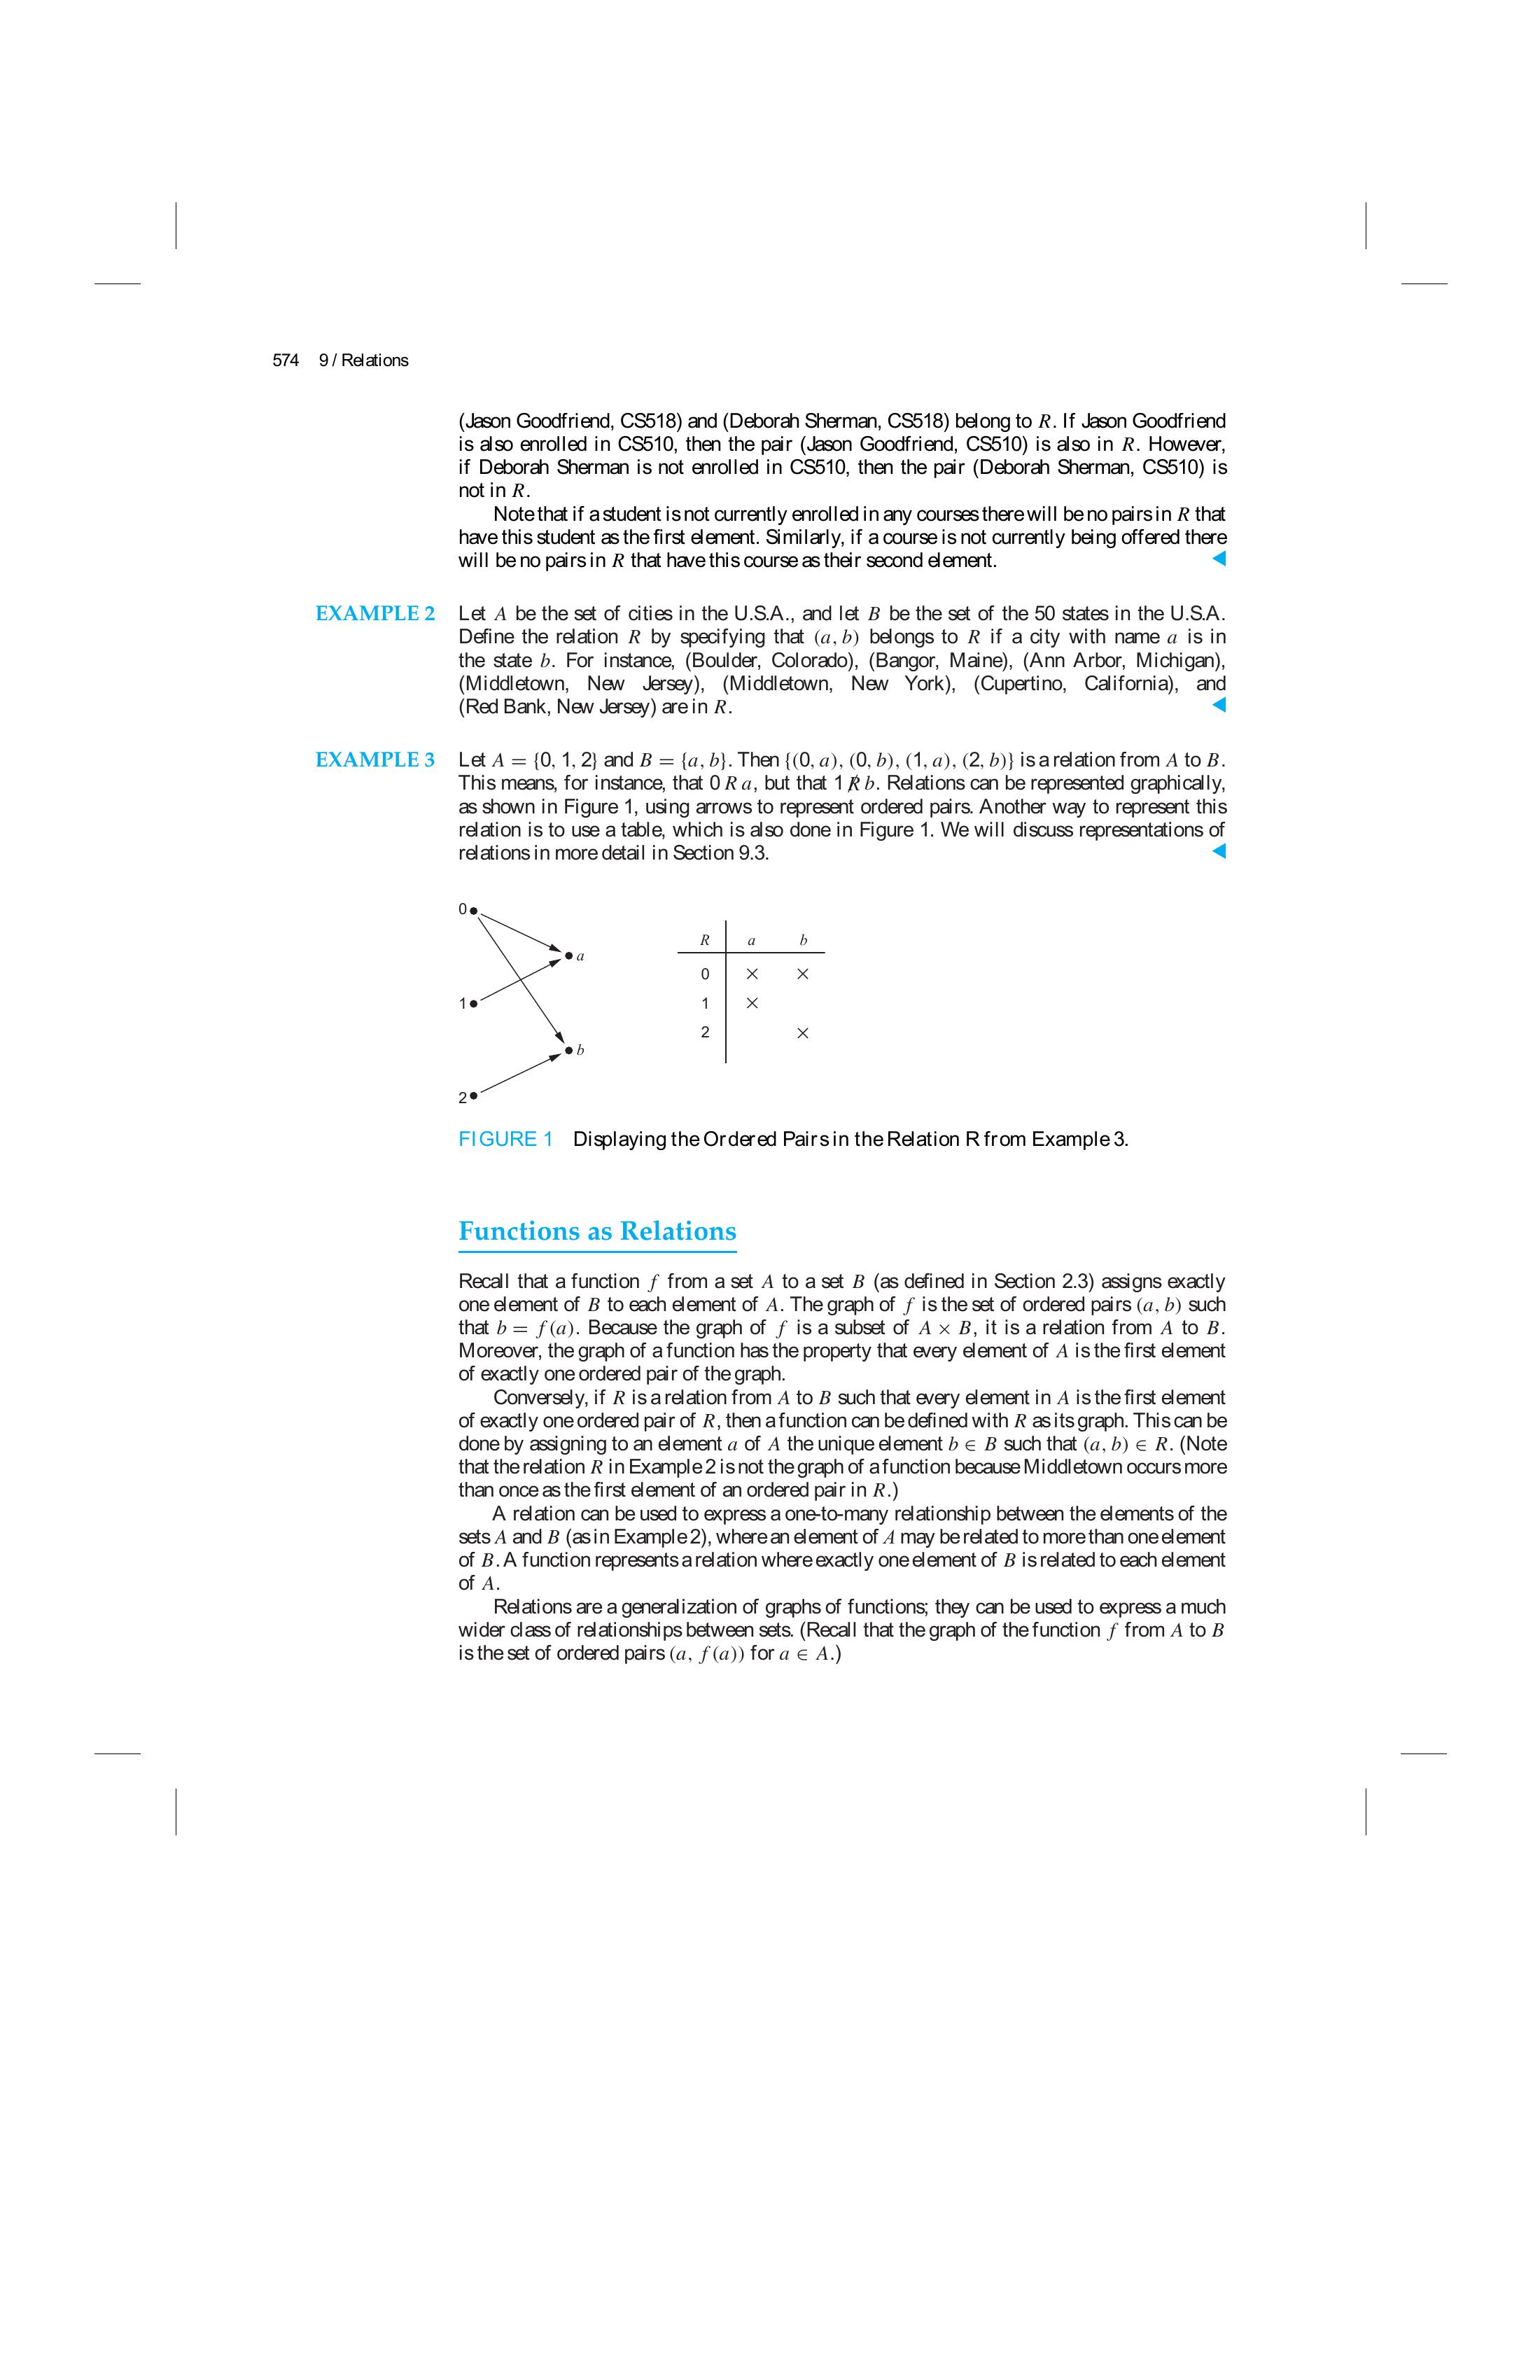 574 9 / Relations
(Jason Goodfriend, CS518) and (Deborah Sherman, CS518) belong to R. If Jason Goodfriend
is also enrolled in CS510, then the pair (Jason Goodfriend, CS510) is also in R. However,
if Deborah Sherman is not enrolled in CS510, then the pair (Deborah Sherman, CS510) is
not in R.
Note that if a student is not currently enrolled in any courses there will be no pairs in R that
have this student as the first element. Similarly, if a course is not currently being offered there
will be no pairs in R that have this course as their second element.
EXAMPLE 2 Let A be the set of cities in the U.S.A., and let B be the set of the 50 states in the U.S.A.
Define the relation R by specifying that (a, b) belongs to R if a city with name a is in
the state b. For instance, (Boulder, Colorado), (Bangor, Maine), (Ann Arbor, Michigan),
(Middletown, New Jersey), (Middletown, New York), (Cupertino, California), and
(Red Bank, New Jersey) are in R.
EXAMPLE 3 Let A = {0, 1, 2} and B = {a, b}. Then {(0, a), (0, b), (1, a), (2, b)} is a relation from A to B.
This means, for instance, that 0 R a, but that 1 R̸ b. Relations can be represented graphically,
as shown in Figure 1, using arrows to represent ordered pairs. Another way to represent this
relation is to use a table, which is also done in Figure 1. We will discuss representations of
relations in more detail in Section 9.3.
0
a
1
b
2
R a b
0 × ×
1 ×
2 ×
FIGURE 1 Displaying the Ordered Pairs in the Relation R from Example 3.
Functions as Relations
Recall that a function f from a set A to a set B (as defined in Section 2.3) assigns exactly
one element of B to each element of A. The graph of f is the set of ordered pairs (a, b) such
that b = f (a). Because the graph of f is a subset of A × B, it is a relation from A to B.
Moreover, the graph of a function has the property that every element of A is the first element
of exactly one ordered pair of the graph.
Conversely, if R is a relation from A to B such that every element in A is the first element
of exactly one ordered pair of R, then a function can be defined with R as its graph. This can be
done by assigning to an element a of A the unique element b ∈ B such that (a, b) ∈ R. (Note
that the relation R in Example 2 is not the graph of a function because Middletown occurs more
than once as the first element of an ordered pair in R.)
A relation can be used to express a one-to-many relationship between the elements of the
sets A and B (as in Example 2), where an element of A may be related to more than one element
of B. A function represents a relation where exactly one element of B is related to each element
of A.
Relations are a generalization of graphs of functions; they can be used to express a much
wider class of relationships between sets. (Recall that the graph of the function f from A to B
is the set of ordered pairs (a, f (a)) for a ∈ A.)